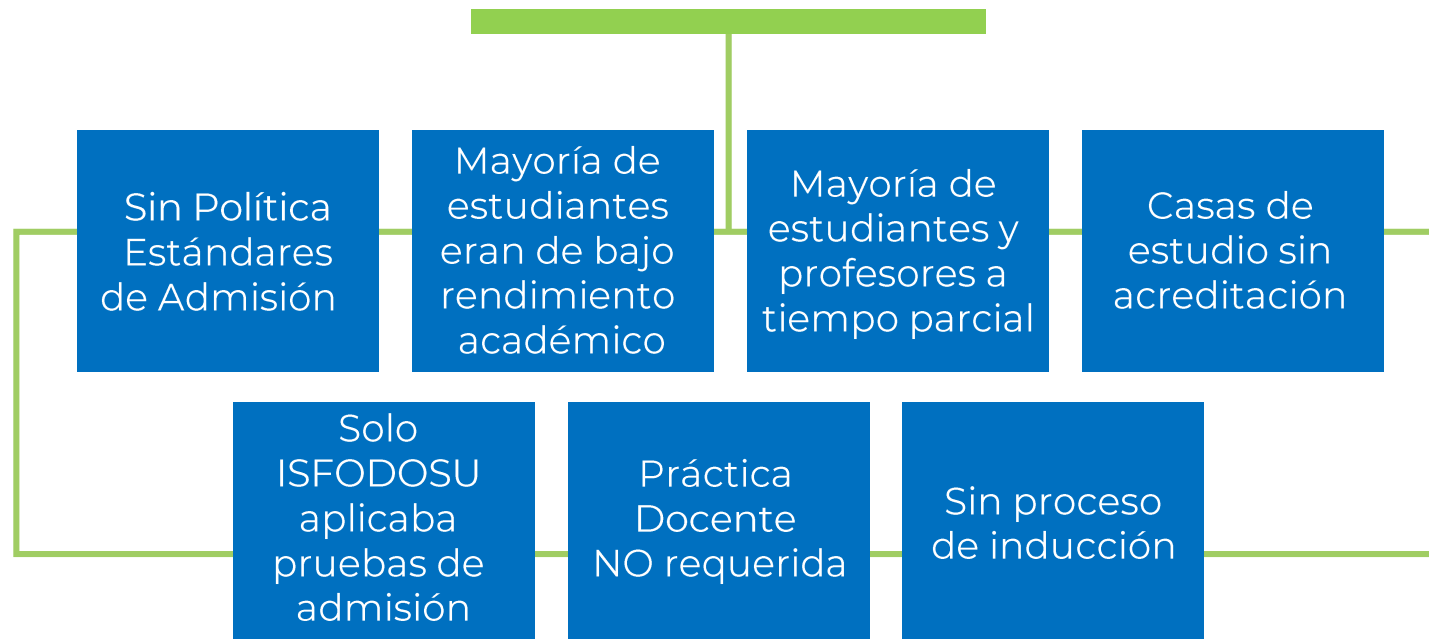 Sin Política
Estándares
de Admisión
Mayoría de
estudiantes
eran de bajo
rendimiento
académico
Mayoría de
estudiantes y
profesores a
tiempo parcial
Casas de
estudio sin
acreditación
Solo
ISFODOSU
aplicaba
pruebas de
admisión
Práctica
Docente
NO requerida
Sin proceso
de inducción